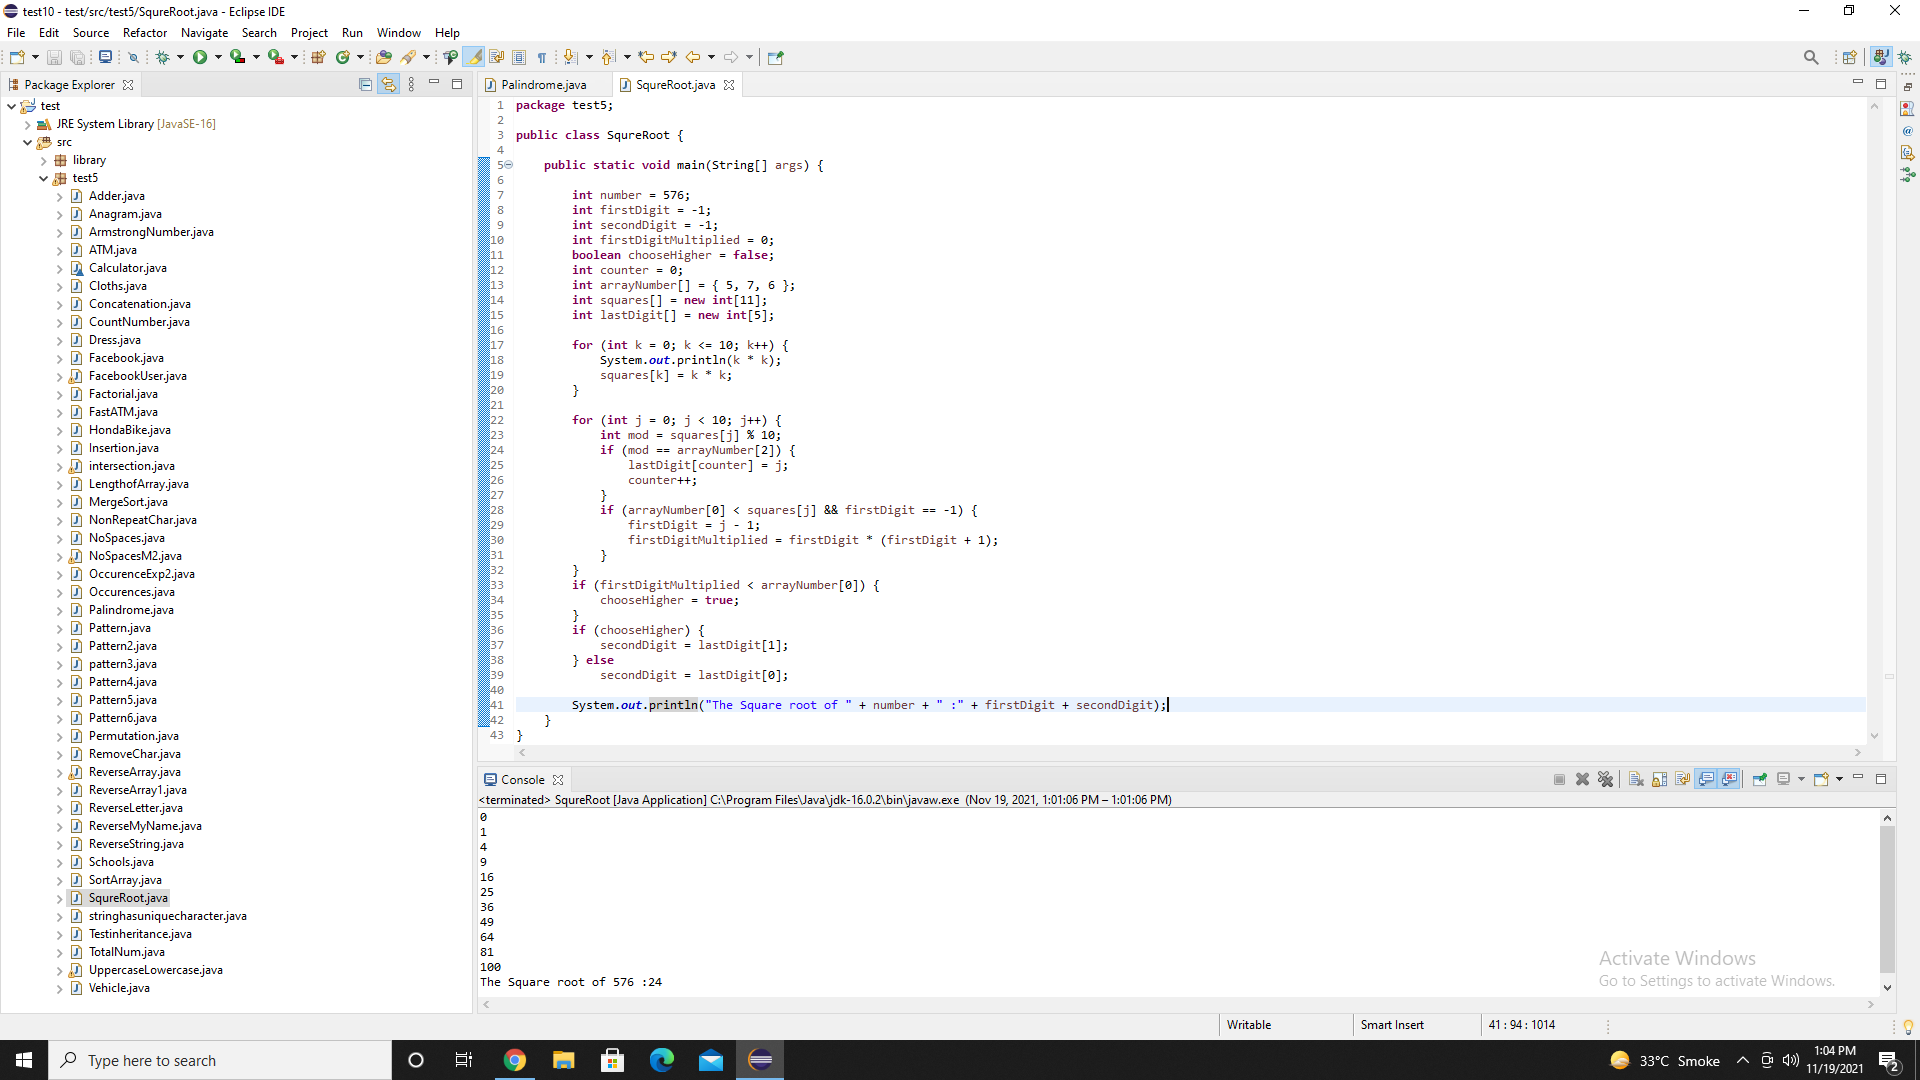 test10 - test/src/test5/SqureRoot.java - Eclipse IDE
File Edit Source Refactor Navigate Search Project Run Window Help
Package Explorer
test
JRE System Library [JavaSE-16]
src
library
test5
Adder.java
Anagram.java
ArmstrongNumber.java
ATM.java
Calculator.java
Cloths.java
Concatenation.java
CountNumber.java
Dress.java
Facebook.java
FacebookUser.java
Factorial.java
FastATM.java
HondaBike.java
Insertion.java
intersection.java
LengthofArray.java
MergeSort.java
NonRepeatChar.java
NoSpaces.java
NoSpacesM2.java
OccurenceExp2.java
Occurences.java
Palindrome.java
Pattern.java
Pattern2.java
pattern3.java
Pattern4.java
Pattern5.java
Pattern6.java
Permutation.java
RemoveChar.java
ReverseArray.java
ReverseArray1.java
ReverseLetter.java
ReverseMyName.java
ReverseString.java
Schools.java
SortArray.java
SqureRoot.java
stringhasuniquecharacter.java
Testinheritance.java
TotalNum.java
UppercaseLowercase.java
Vehicle.java
Palindrome.java SqureRoot.java
1 package test5;
2
3 public class SqureRoot {
4
5     public static void main(String[] args) {
6
7         int number = 576;
8         int firstDigit = -1;
9         int secondDigit = -1;
10         int firstDigitMultiplied = 0;
11         boolean chooseHigher = false;
12         int counter = 0;
13         int arrayNumber[] = { 5, 7, 6 };
14         int squares[] = new int[11];
15         int lastDigit[] = new int[5];
16
17         for (int k = 0; k <= 10; k++) {
18             System.out.println(k * k);
19             squares[k] = k * k;
20         }
21
22         for (int j = 0; j < 10; j++) {
23             int mod = squares[j] % 10;
24             if (mod == arrayNumber[2]) {
25                 lastDigit[counter] = j;
26                 counter++;
27             }
28             if (arrayNumber[0] < squares[j] && firstDigit == -1) {
29                 firstDigit = j - 1;
30                 firstDigitMultiplied = firstDigit * (firstDigit + 1);
31             }
32         }
33         if (firstDigitMultiplied < arrayNumber[0]) {
34             chooseHigher = true;
35         }
36         if (chooseHigher) {
37             secondDigit = lastDigit[1];
38         } else
39             secondDigit = lastDigit[0];
40
41         System.out.println("The Square root of " + number + " :" + firstDigit + secondDigit);
42     }
43 }
Console
<terminated> SqureRoot [Java Application] C:\Program Files\Java\jdk-16.0.2\bin\javaw.exe (Nov 19, 2021, 1:01:06 PM – 1:01:06 PM)
0
1
4
9
16
25
36
49
64
81
100
The Square root of 576 :24
Activate Windows
Go to Settings to activate Windows.
Writable Smart Insert 41 : 94 : 1014
Type here to search
33°C Smoke
1:04 PM
11/19/2021
2